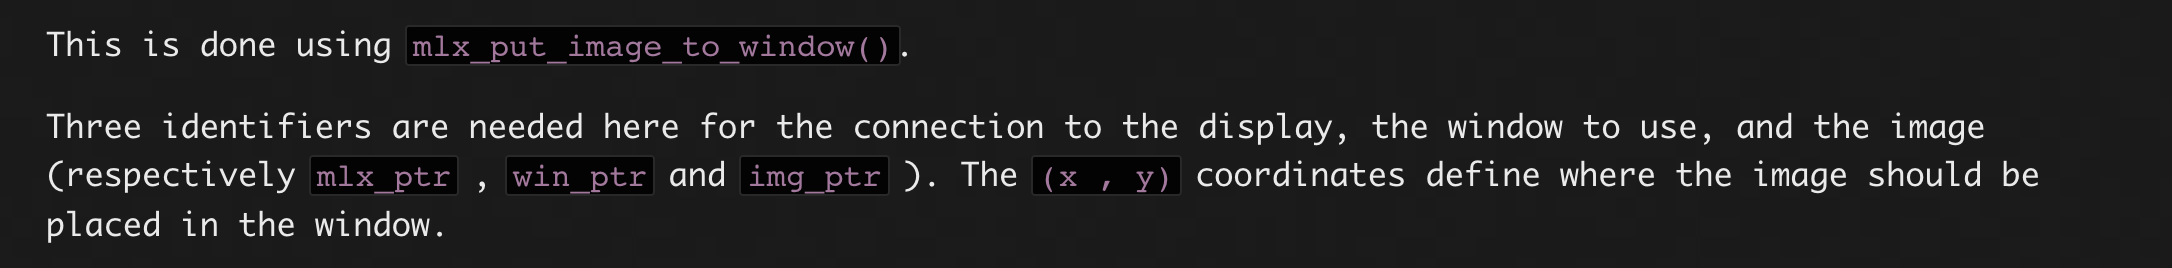 This is done using mlx_put_image_to_window().
Three identifiers are needed here for the connection to the display, the window to use, and the image
(respectively mlx_ptr , win_ptr and img_ptr ). The (x , y) coordinates define where the image should be
placed in the window.